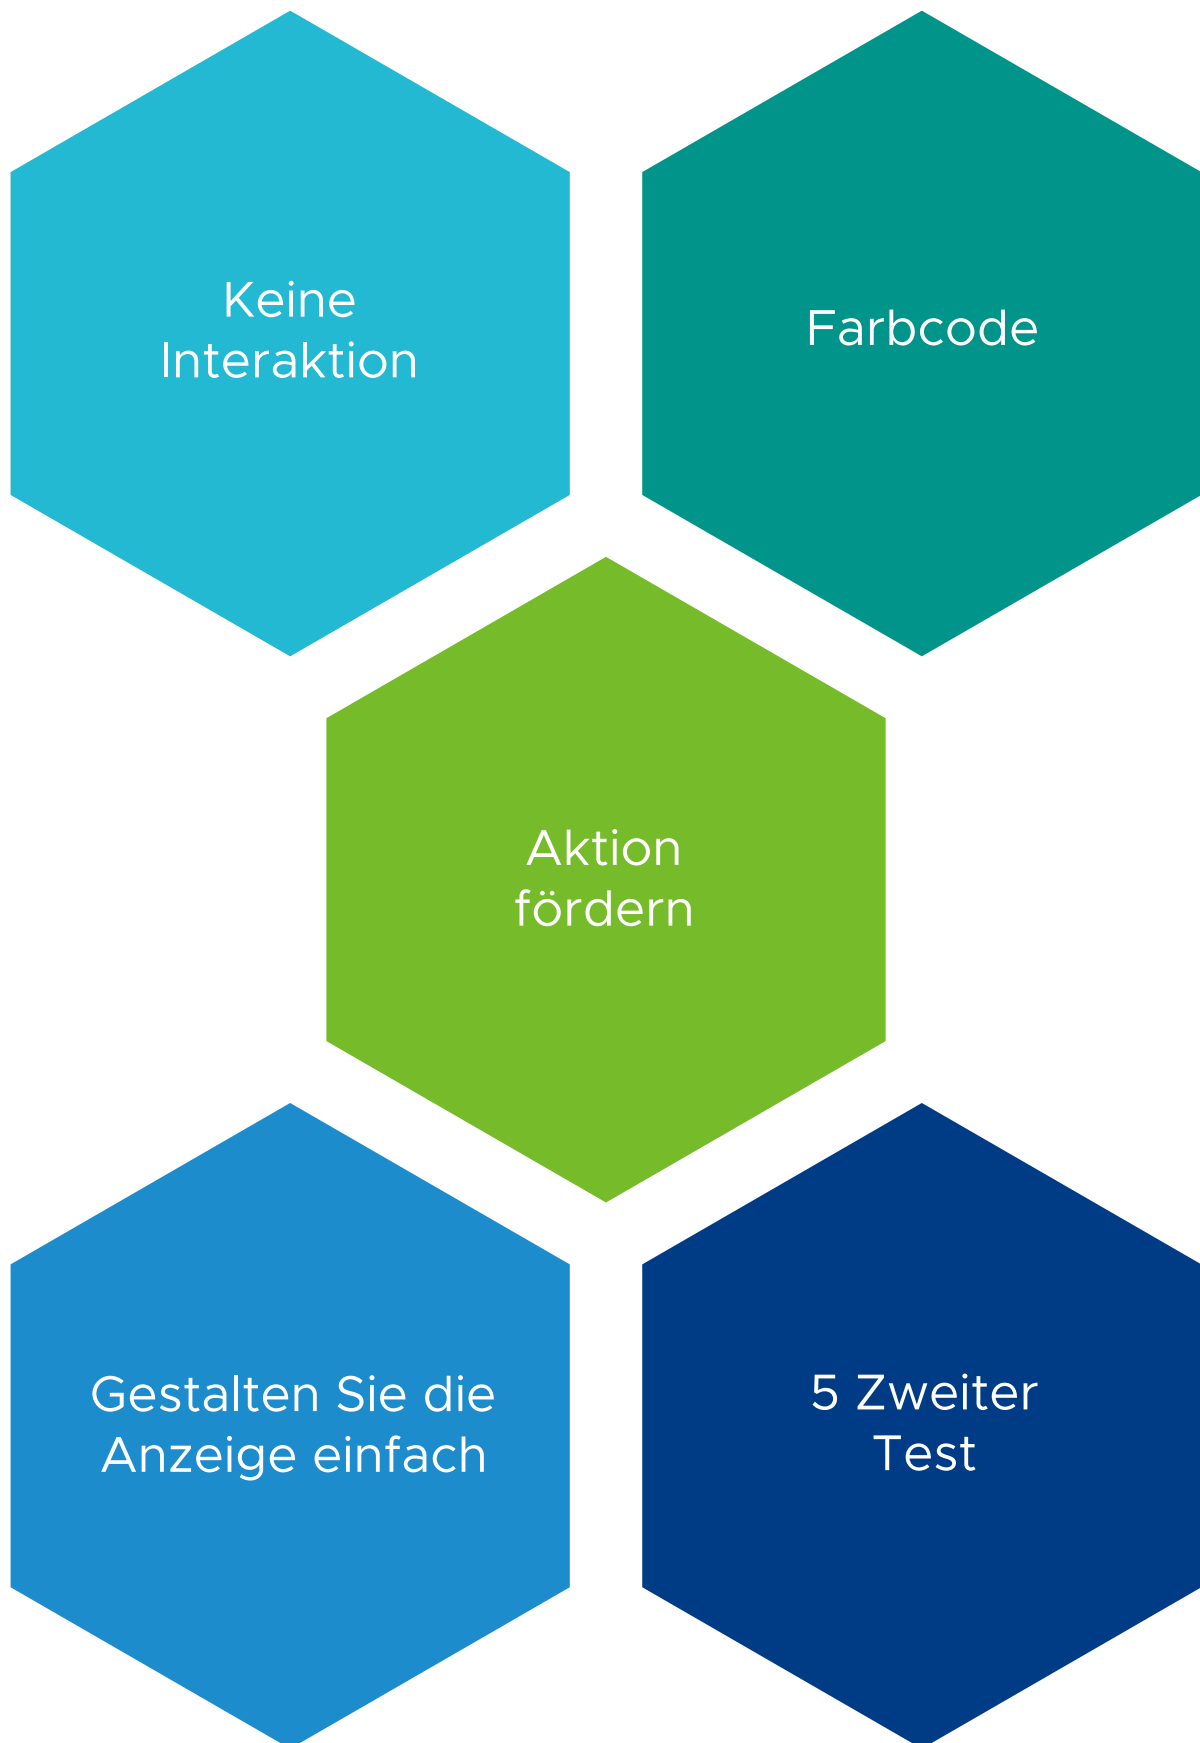 Keine
Interaktion
Farbcode
Aktion
fördern
Gestalten Sie die
Anzeige einfach
5 Zweiter
Test